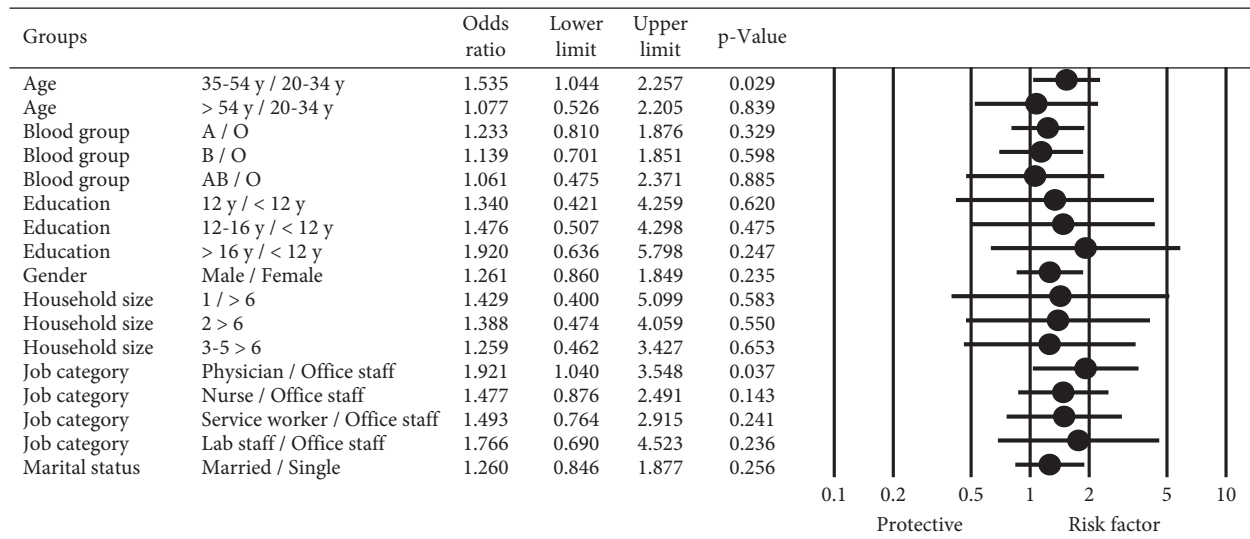 Groups Odds ratio Lower limit Upper limit p-Value
Age 35-54 y / 20-34 y 1.535 1.044 2.257 0.029
Age > 54 y / 20-34 y 1.077 0.526 2.205 0.839
Blood group A / O 1.233 0.810 1.876 0.329
Blood group B / O 1.139 0.701 1.851 0.598
Blood group AB / O 1.061 0.475 2.371 0.885
Education 12 y / < 12 y 1.340 0.421 4.259 0.620
Education 12-16 y / < 12 y 1.476 0.507 4.298 0.475
Education > 16 y / < 12 y 1.920 0.636 5.798 0.247
Gender Male / Female 1.261 0.860 1.849 0.235
Household size 1 / > 6 1.429 0.400 5.099 0.583
Household size 2 > 6 1.388 0.474 4.059 0.550
Household size 3-5 > 6 1.259 0.462 3.427 0.653
Job category Physician / Office staff 1.921 1.040 3.548 0.037
Job category Nurse / Office staff 1.477 0.876 2.491 0.143
Job category Service worker / Office staff 1.493 0.764 2.915 0.241
Job category Lab staff / Office staff 1.766 0.690 4.523 0.236
Marital status Married / Single 1.260 0.846 1.877 0.256
0.1 0.2 0.5 1 2 5 10
Protective Risk factor